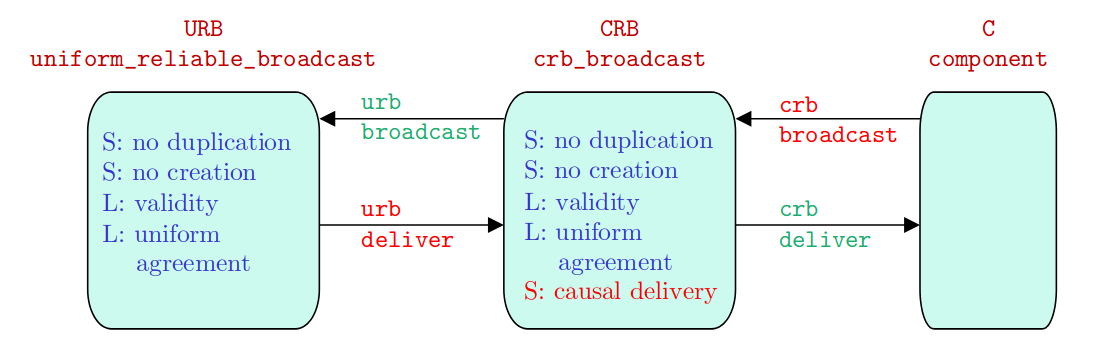 URB
uniform_reliable_broadcast
CRB
crb_broadcast
C
component
S: no duplication
S: no creation
L: validity
L: uniform
agreement
urb
broadcast
urb
deliver
S: no duplication
S: no creation
L: validity
L: uniform
agreement
S: causal delivery
crb
broadcast
crb
deliver